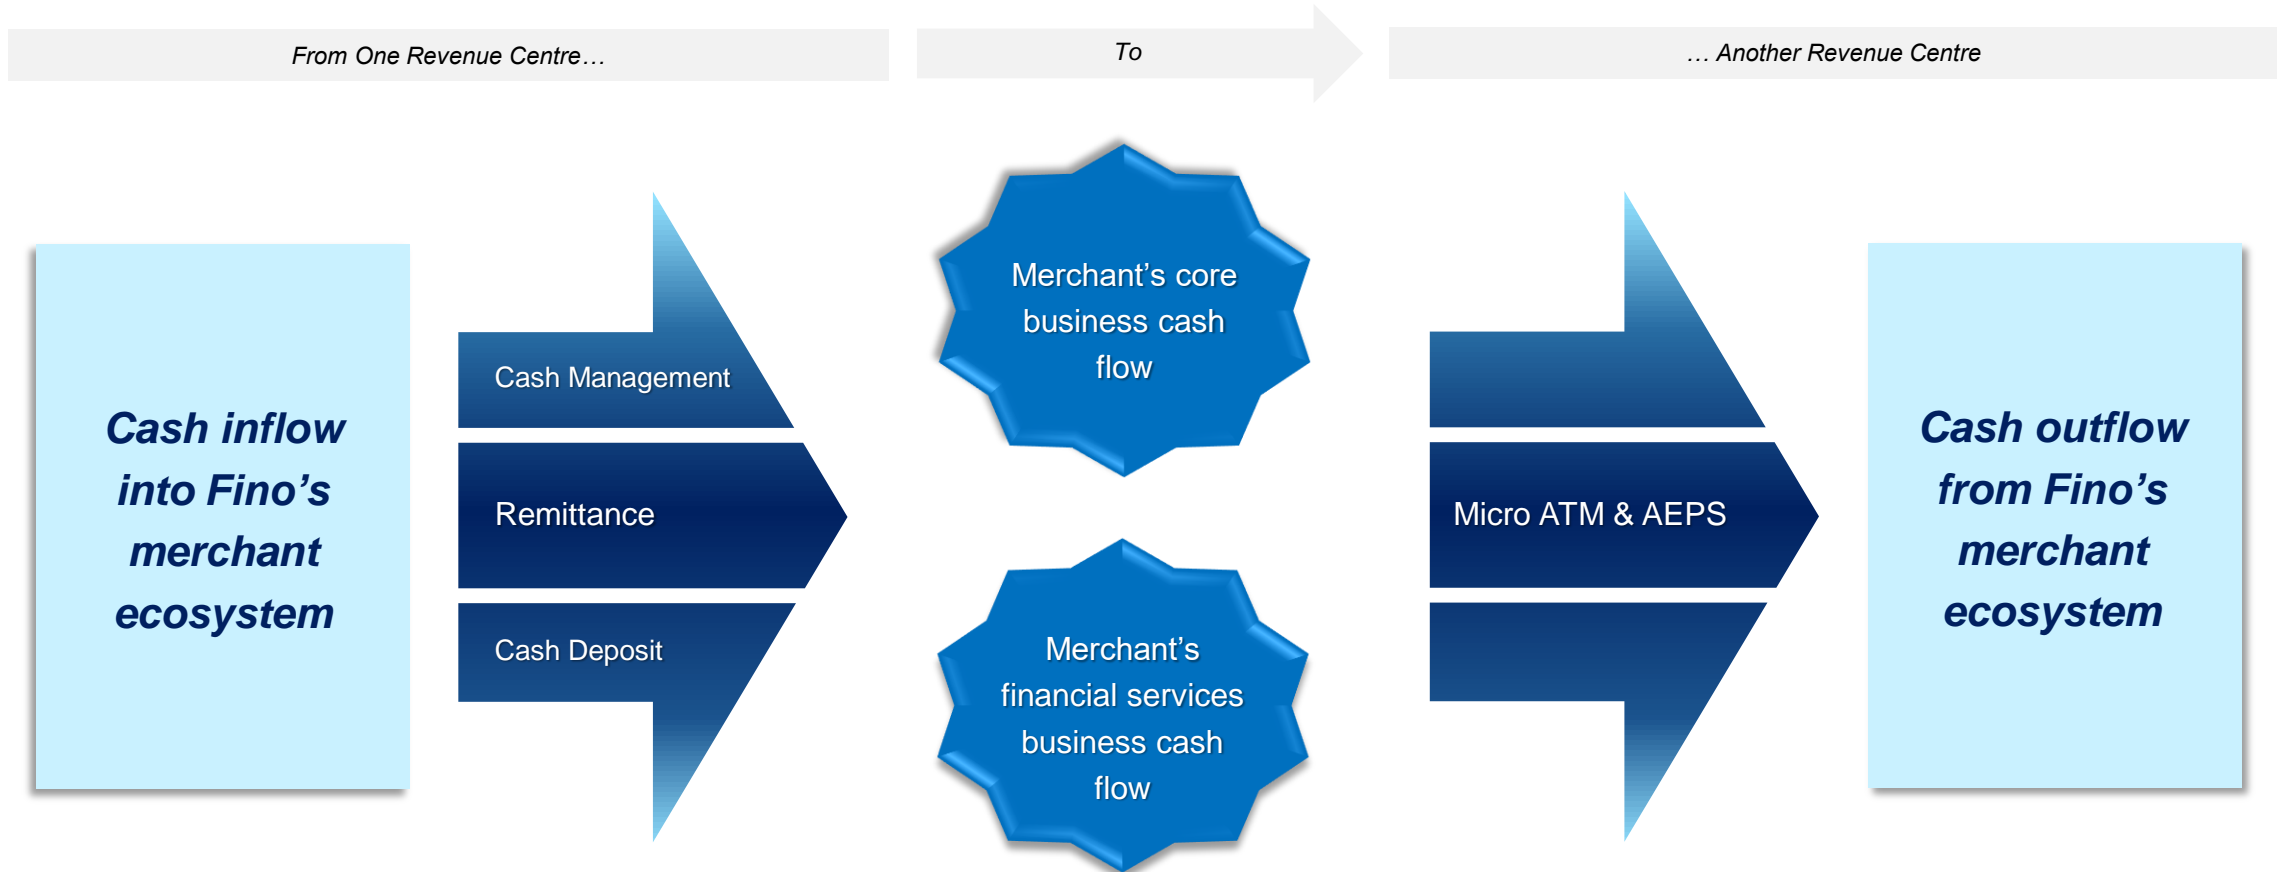 From One Revenue Centre…
To
… Another Revenue Centre
Cash inflow
into Fino’s
merchant
ecosystem
Cash Management
Remittance
Cash Deposit
Merchant’s core
business cash
flow
Merchant’s
financial services
business cash
flow
Micro ATM & AEPS
Cash outflow
from Fino’s
merchant
ecosystem